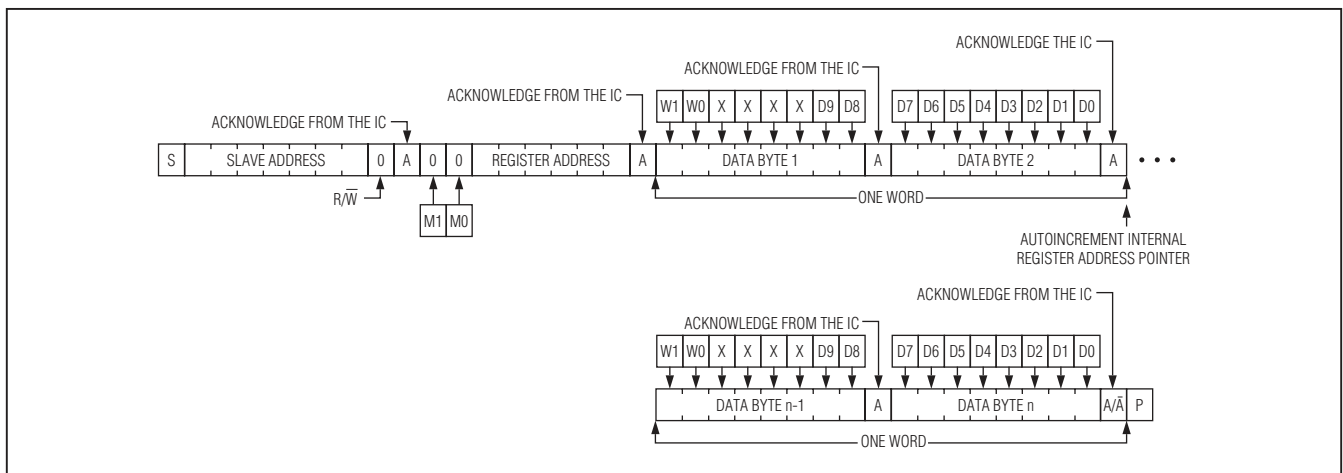 ACKNOWLEDGE THE IC
ACKNOWLEDGE FROM THE IC
ACKNOWLEDGE FROM THE IC
W1 W0 X X X X D9 D8
D7 D6 D5 D4 D3 D2 D1 D0
ACKNOWLEDGE FROM THE IC
S SLAVE ADDRESS 0 A 0 0 REGISTER ADDRESS A DATA BYTE 1 A DATA BYTE 2 A • • •
R/W̅
ONE WORD
M1 M0
AUTOINCREMENT INTERNAL
REGISTER ADDRESS POINTER
ACKNOWLEDGE FROM THE IC
ACKNOWLEDGE FROM THE IC
W1 W0 X X X X D9 D8
D7 D6 D5 D4 D3 D2 D1 D0
DATA BYTE n-1 A DATA BYTE n A/A̅ P
ONE WORD